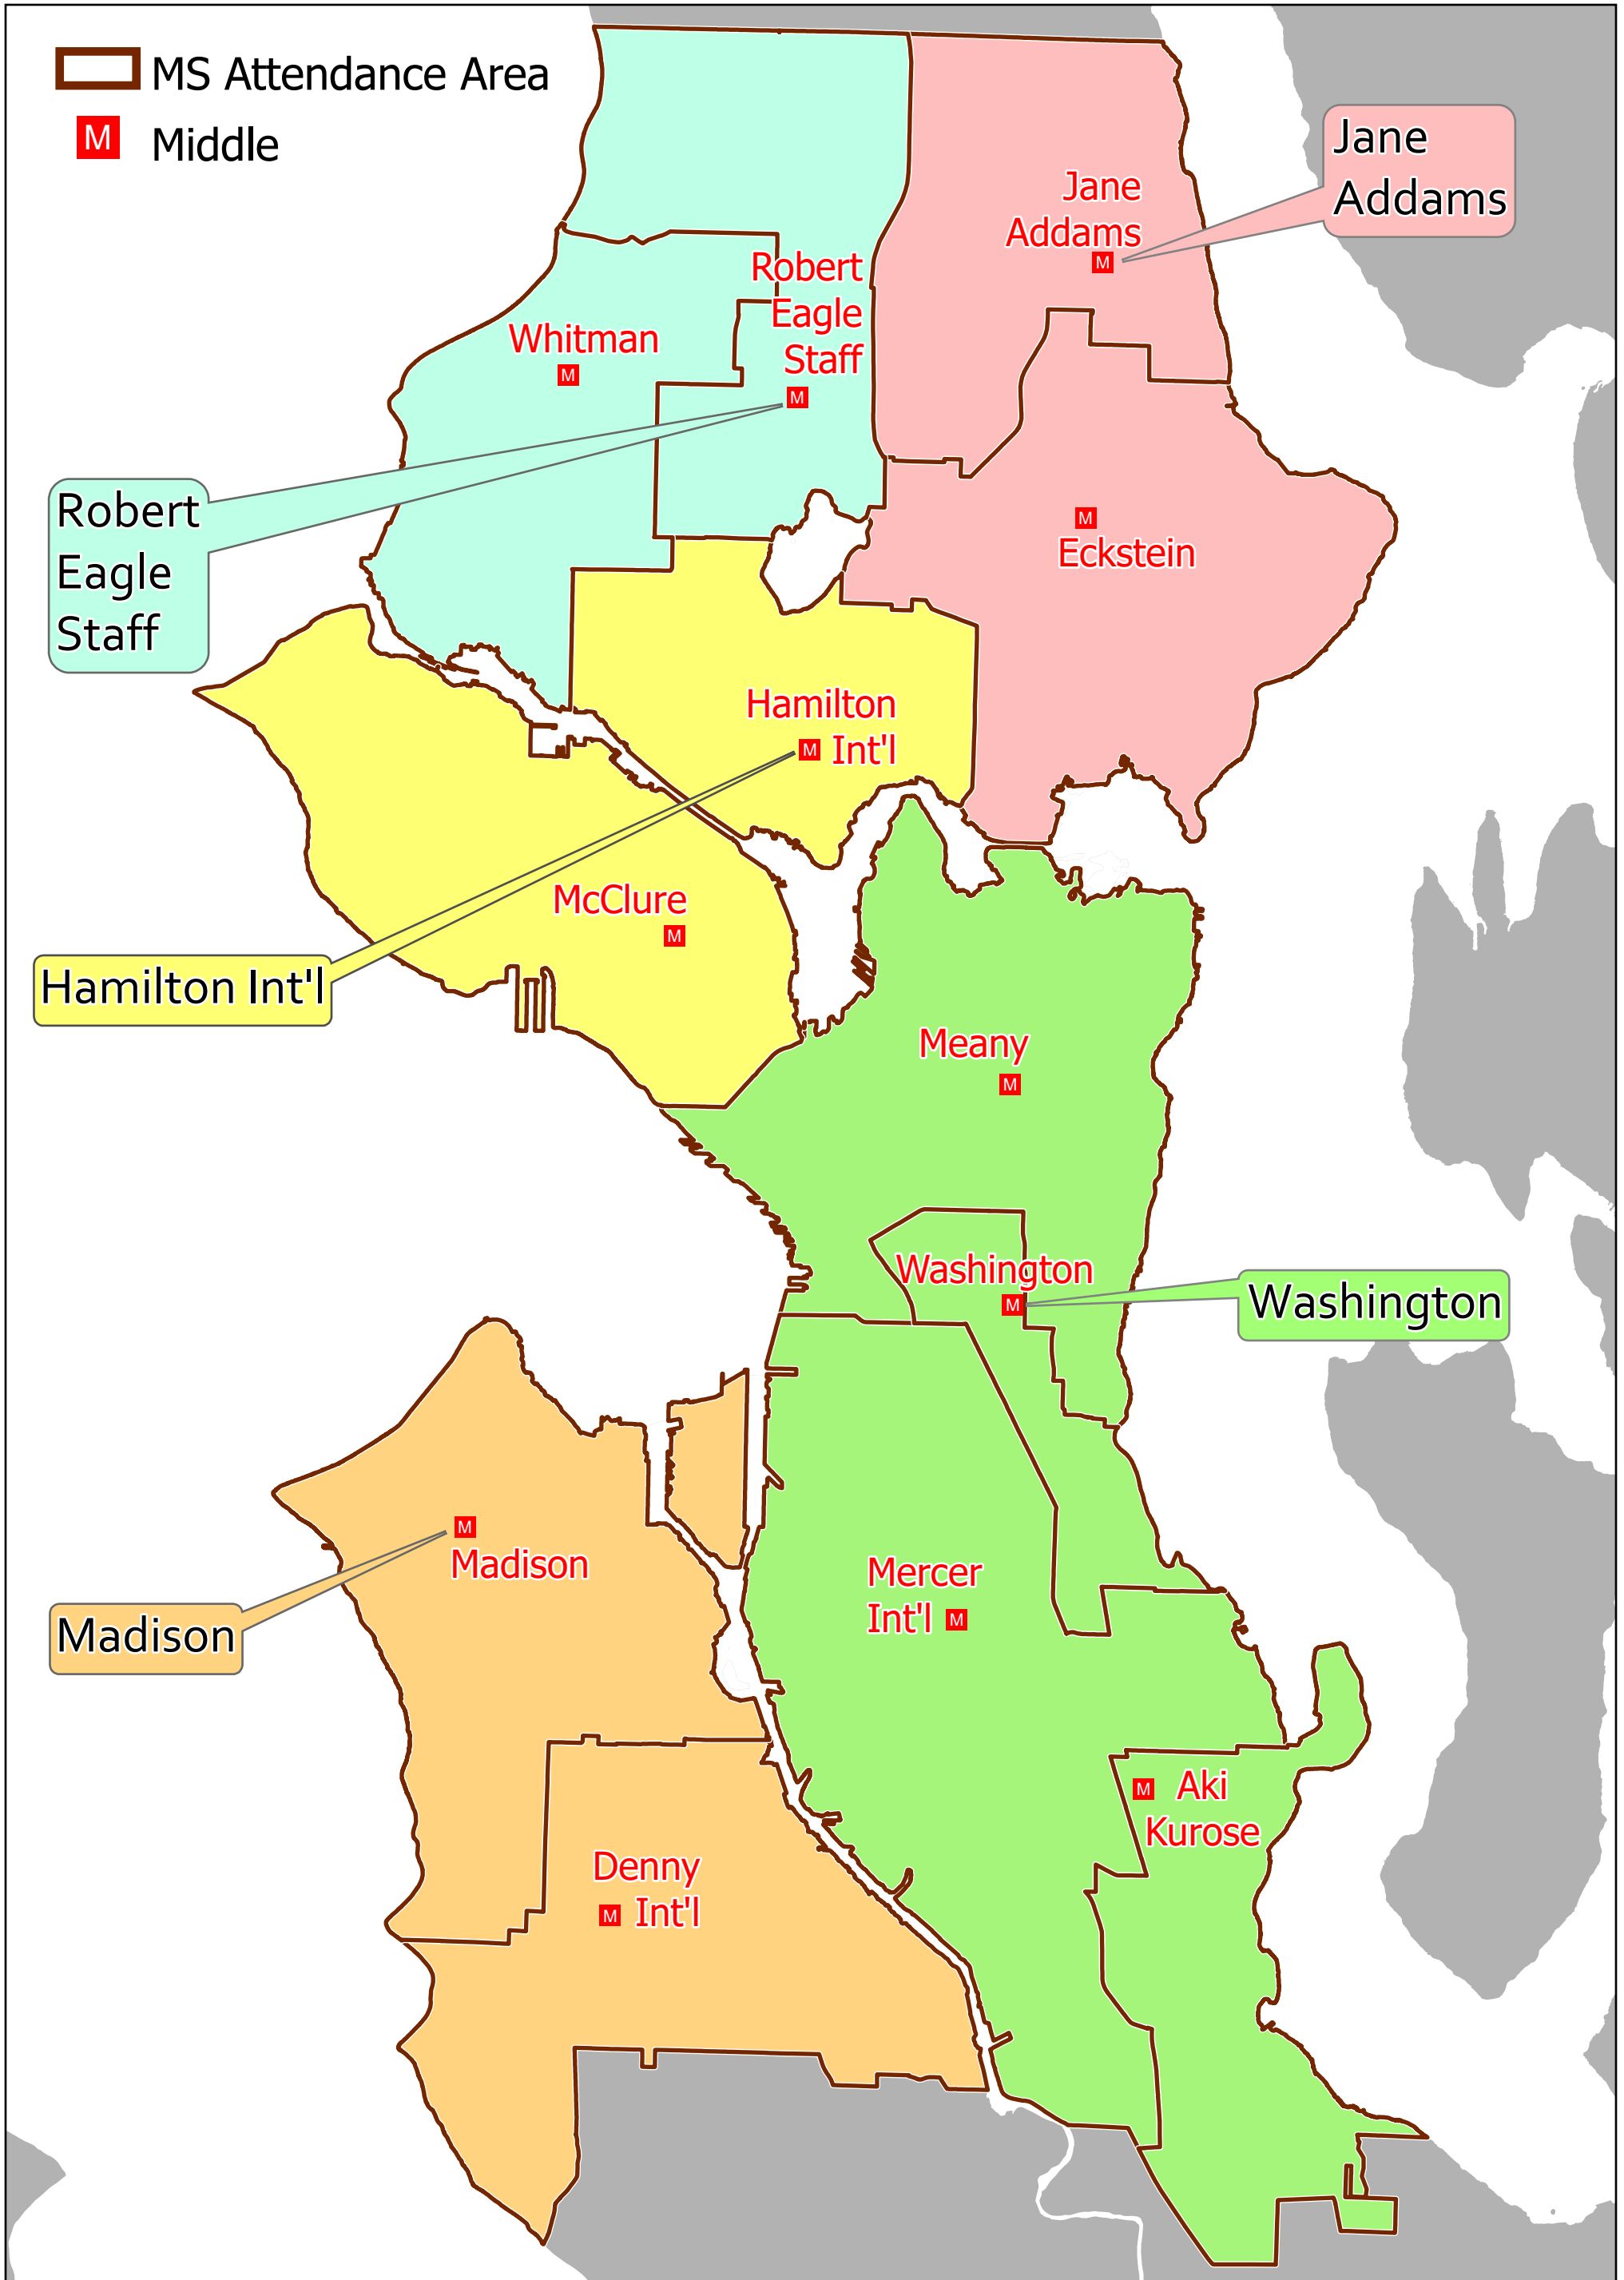 MS Attendance Area
M Middle
Jane
Addams
Jane
Addams
M
Robert
Eagle
Staff
M
Whitman
M
Robert
Eagle
Staff
M
Eckstein
Hamilton
M Int'l
McClure
M
Hamilton Int'l
Meany
M
Washington
M
Washington
M
Madison
Madison
Mercer
Int'l M
M Aki
Kurose
Denny
M Int'l